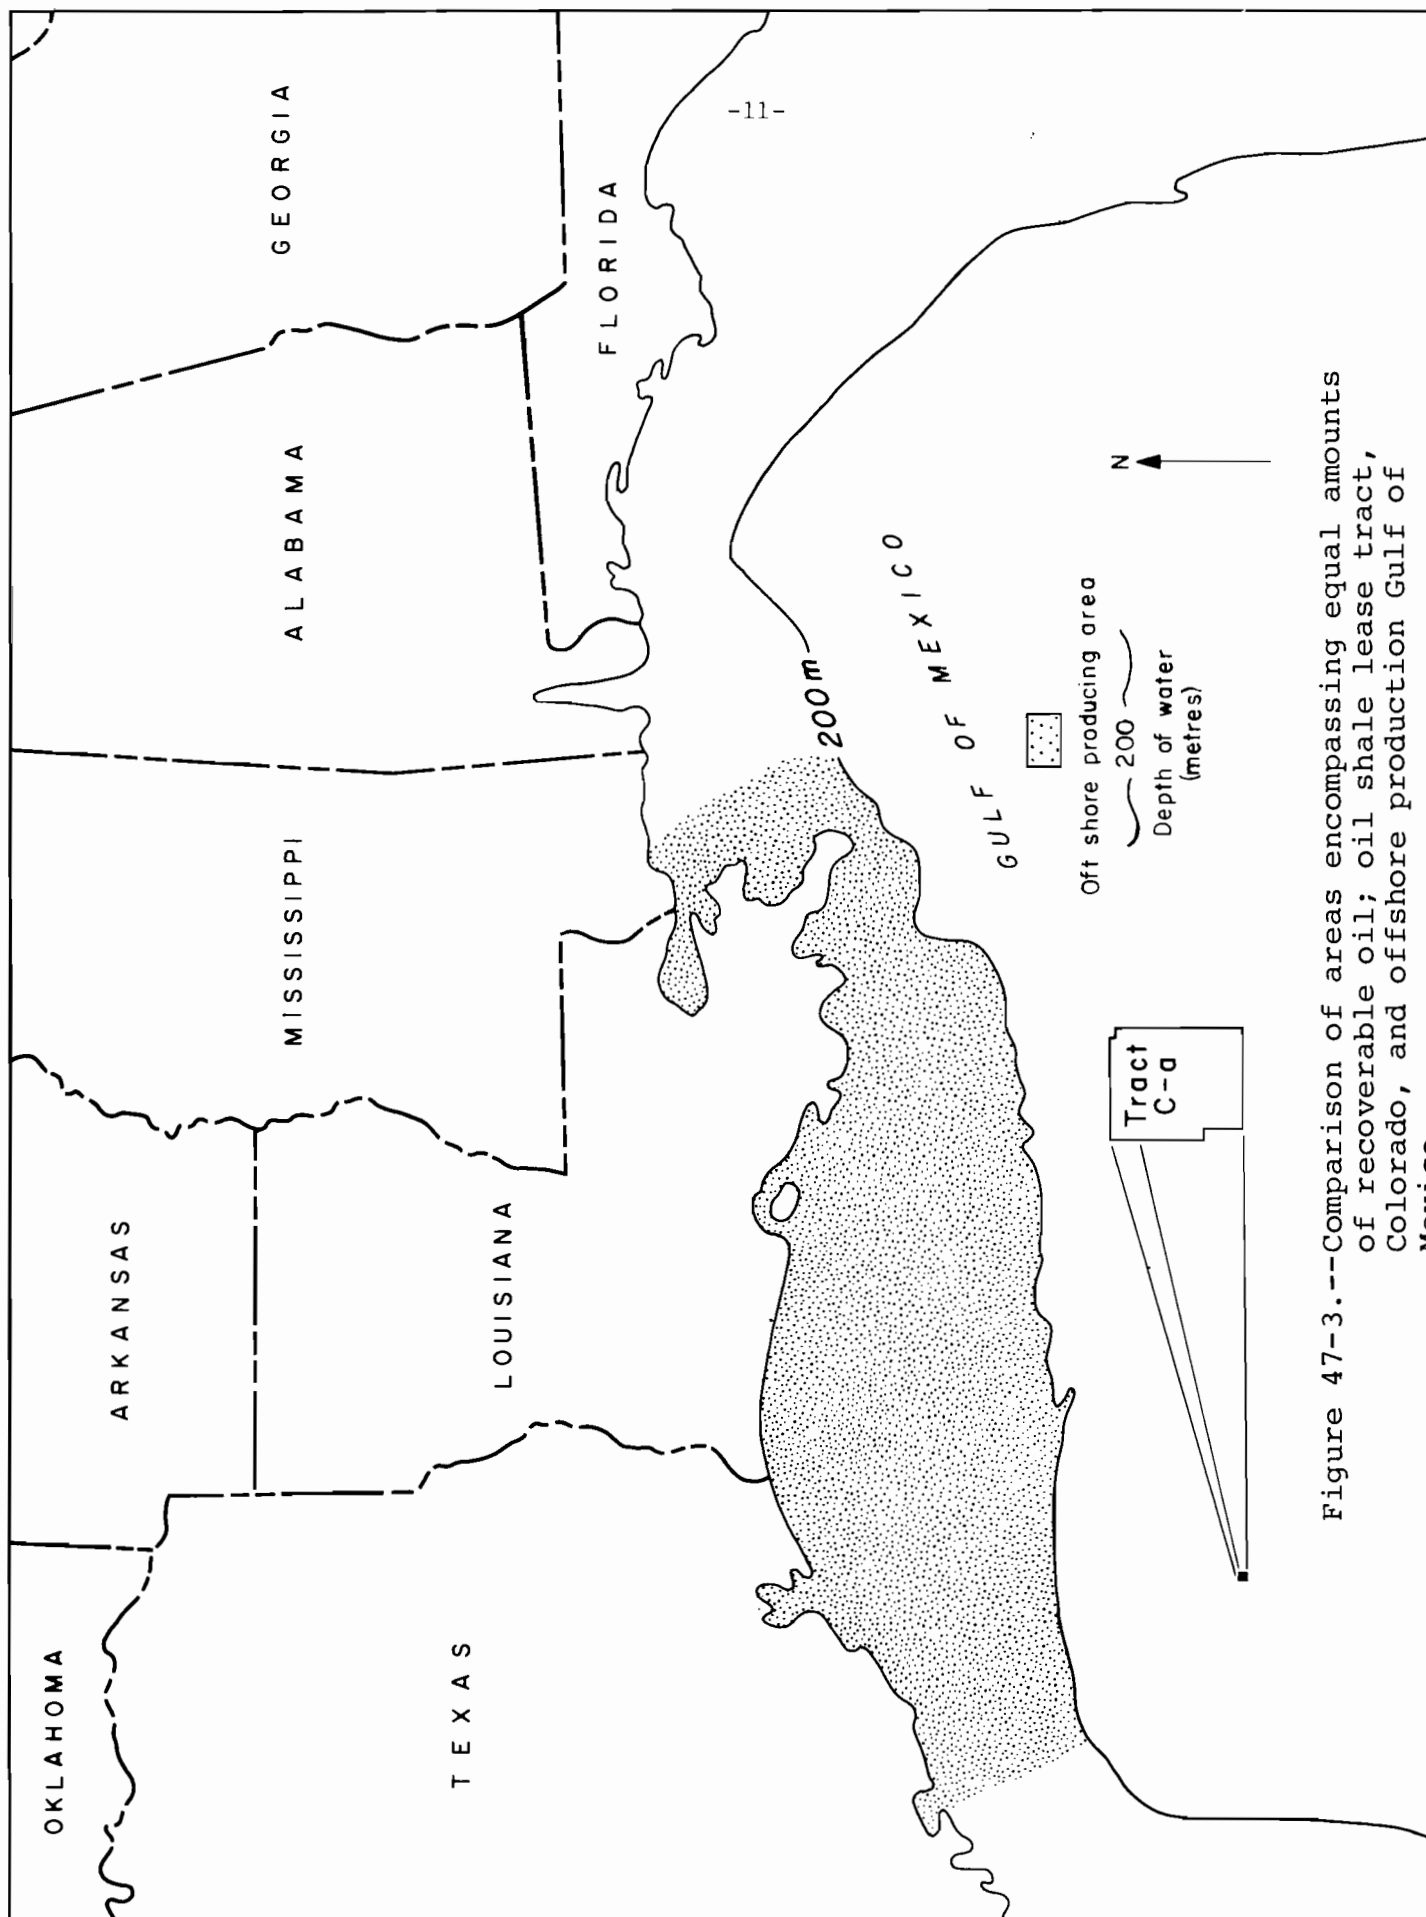 OKLAHOMA
ARKANSAS
MISSISSIPPI
ALABAMA
GEORGIA
TEXAS
LOUISIANA
FLORIDA
-11-
200m
GULF OF MEXICO
Off shore producing area
200
Depth of water
(metres)
N
Tract
C-a
Figure 47-3.--Comparison of areas encompassing equal amounts
of recoverable oil; oil shale lease tract,
Colorado, and offshore production Gulf of